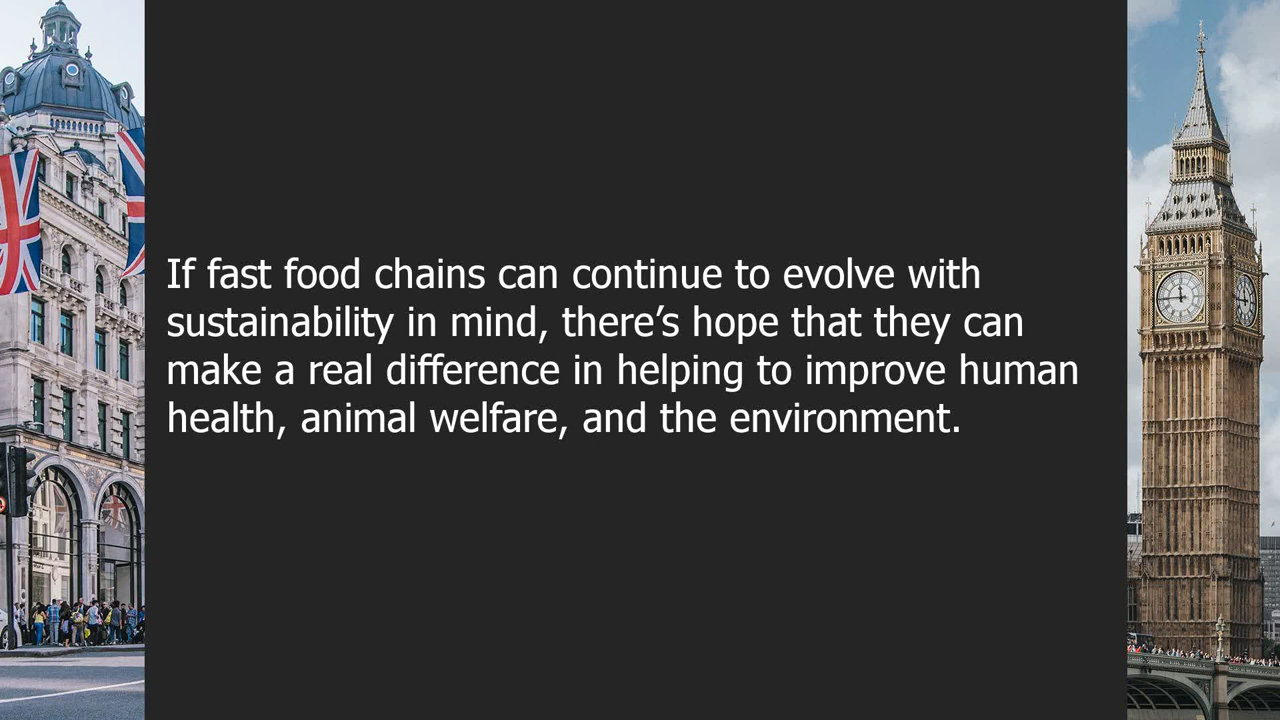 If fast food chains can continue to evolve with
sustainability in mind, there’s hope that they can
make a real difference in helping to improve human
health, animal welfare, and the environment.